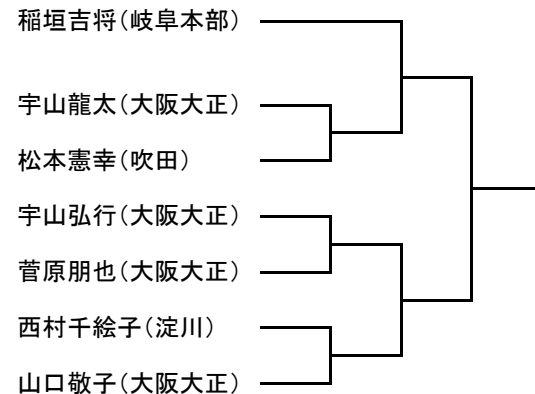 稲垣吉将（岐阜本部）
宇山龍太（大阪大正）
松本憲幸（吹田）
宇山弘行（大阪大正）
菅原朋也（大阪大正）
西村千絵子（淀川）
山口敬子（大阪大正）